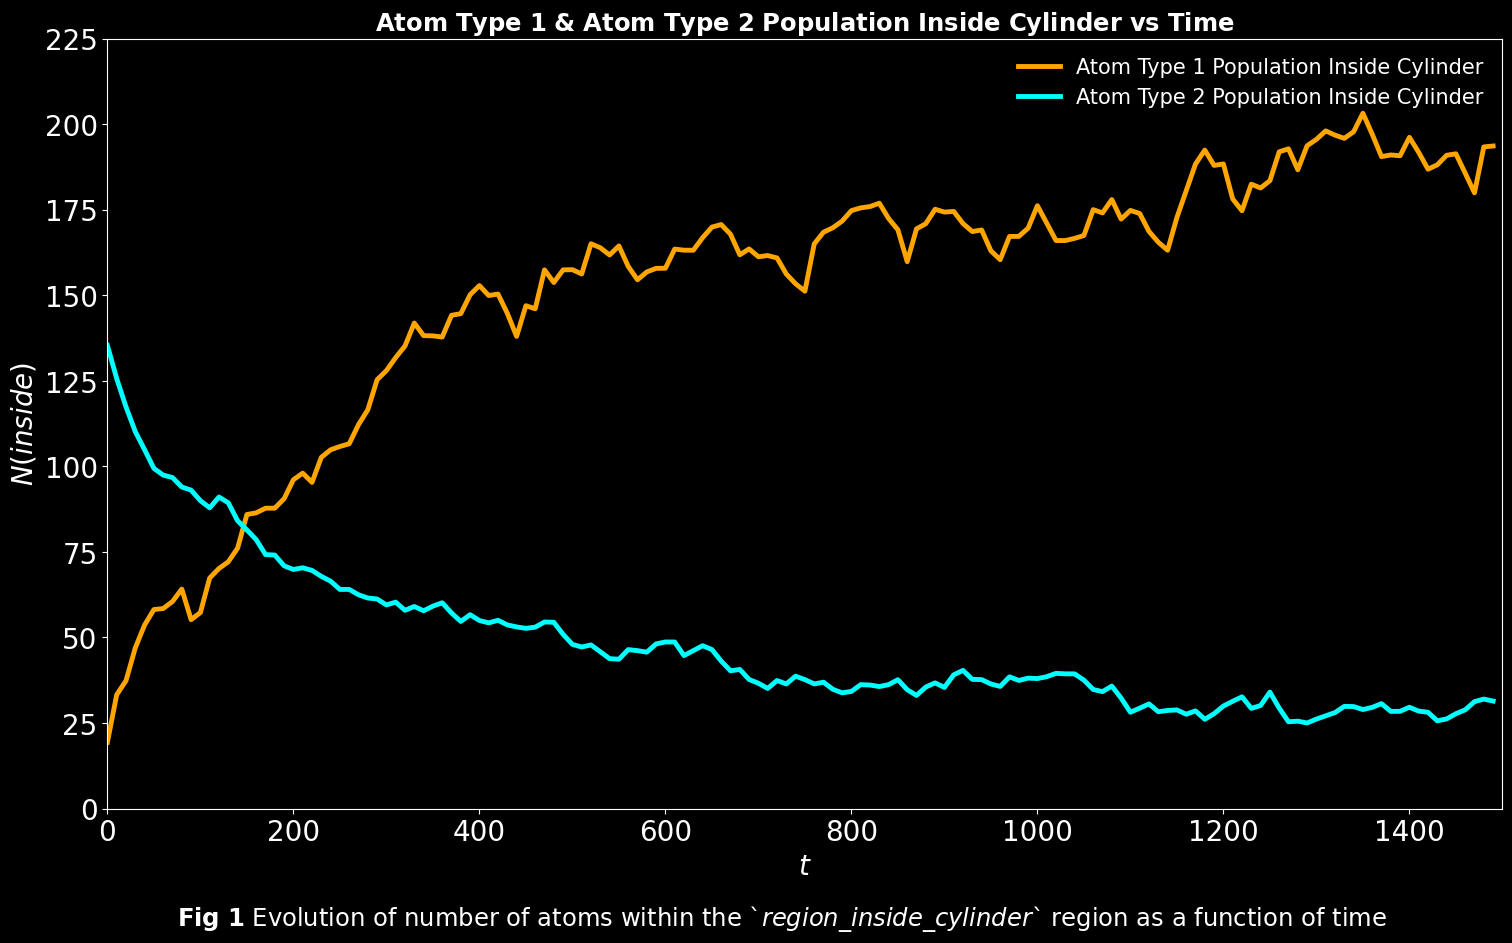 Atom Type 1 & Atom Type 2 Population Inside Cylinder vs Time
Atom Type 1 Population Inside Cylinder
Atom Type 2 Population Inside Cylinder
225
200
175
150
125
100
75
50
25
0
N(inside)
0 200 400 600 800 1000 1200 1400
t
Fig 1 Evolution of number of atoms within the `region_inside_cylinder` region as a function of time